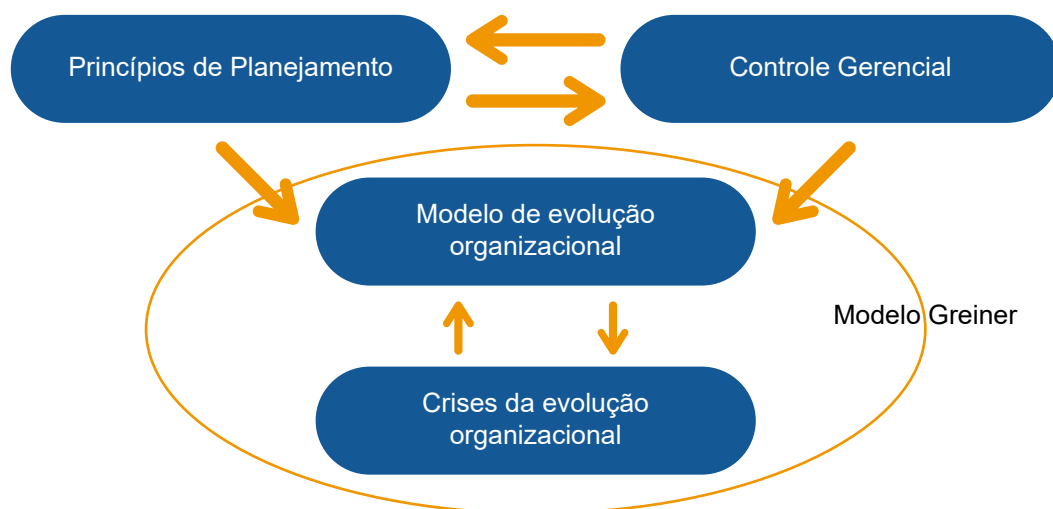 Princípios de Planejamento
Controle Gerencial
Modelo de evolução
organizacional
Modelo Greiner
Crises da evolução
organizacional